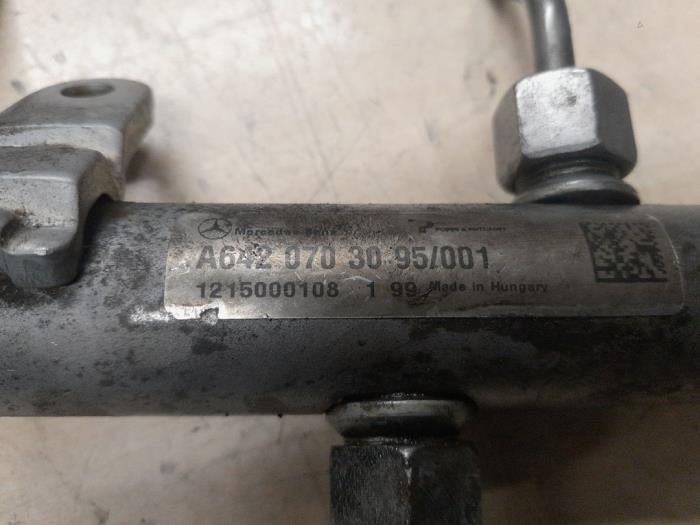 Mercedes-Benz
A642 070 30 95/001
1215000108 1 99 Made in Hungary